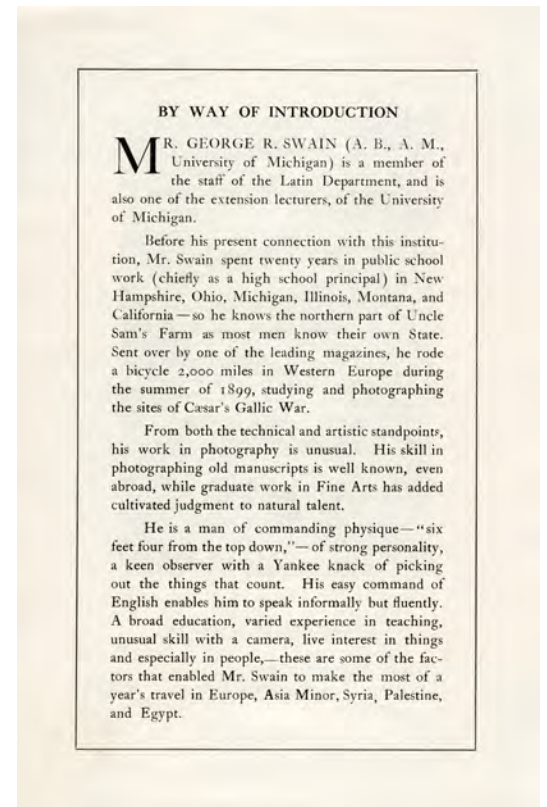 BY WAY OF INTRODUCTION
MR. GEORGE R. SWAIN (A. B., A. M.,
University of Michigan) is a member of
the staff of the Latin Department, and is
also one of the extension lecturers, of the University
of Michigan.
Before his present connection with this institu-
tion, Mr. Swain spent twenty years in public school
work (chiefly as a high school principal) in New
Hampshire, Ohio, Michigan, Illinois, Montana, and
California—so he knows the northern part of Uncle
Sam's Farm as most men know their own State.
Sent over by one of the leading magazines, he rode
a bicycle 2,000 miles in Western Europe during
the summer of 1899, studying and photographing
the sites of Cæsar's Gallic War.
From both the technical and artistic standpoints,
his work in photography is unusual. His skill in
photographing old manuscripts is well known, even
abroad, while graduate work in Fine Arts has added
cultivated judgment to natural talent.
He is a man of commanding physique—"six
feet four from the top down,"—of strong personality,
a keen observer with a Yankee knack of picking
out the things that count. His easy command of
English enables him to speak informally but fluently.
A broad education, varied experience in teaching,
unusual skill with a camera, live interest in things
and especially in people,—these are some of the fac-
tors that enabled Mr. Swain to make the most of a
year's travel in Europe, Asia Minor, Syria, Palestine,
and Egypt.